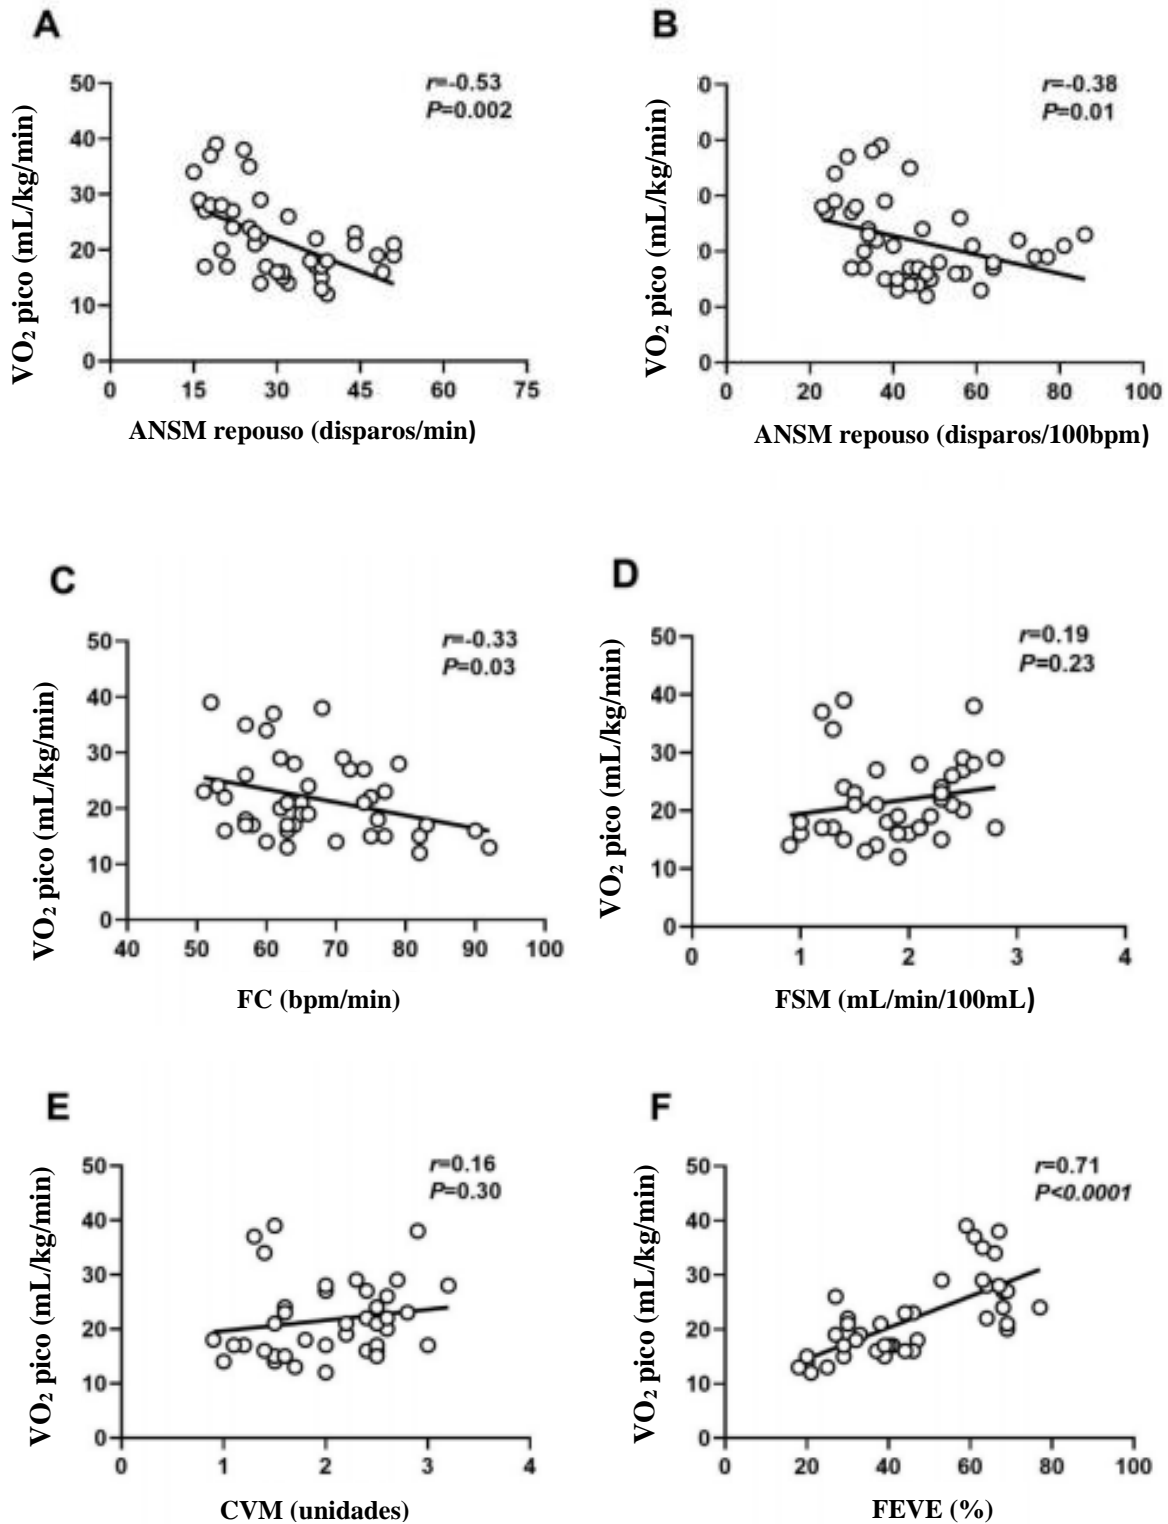 A
r=-0.53
P=0.002
VO₂ pico (mL/kg/min)
50
40
30
20
10
0
0 15 30 45 60 75
ANSM repouso (disparos/min)
B
r=-0.38
P=0.01
VO₂ pico (mL/kg/min)
0
0
0
0
0
0
0 20 40 60 80 100
ANSM repouso (disparos/100bpm)
C
r=-0.33
P=0.03
VO₂ pico (mL/kg/min)
50
40
30
20
10
0
40 50 60 70 80 90 100
FC (bpm/min)
D
r=0.19
P=0.23
VO₂ pico (mL/kg/min)
50
40
30
20
10
0
0 1 2 3 4
FSM (mL/min/100mL)
E
r=0.16
P=0.30
VO₂ pico (mL/kg/min)
50
40
30
20
10
0
0 1 2 3 4
CVM (unidades)
F
r=0.71
P<0.0001
VO₂ pico (mL/kg/min)
50
40
30
20
10
0
0 20 40 60 80 100
FEVE (%)